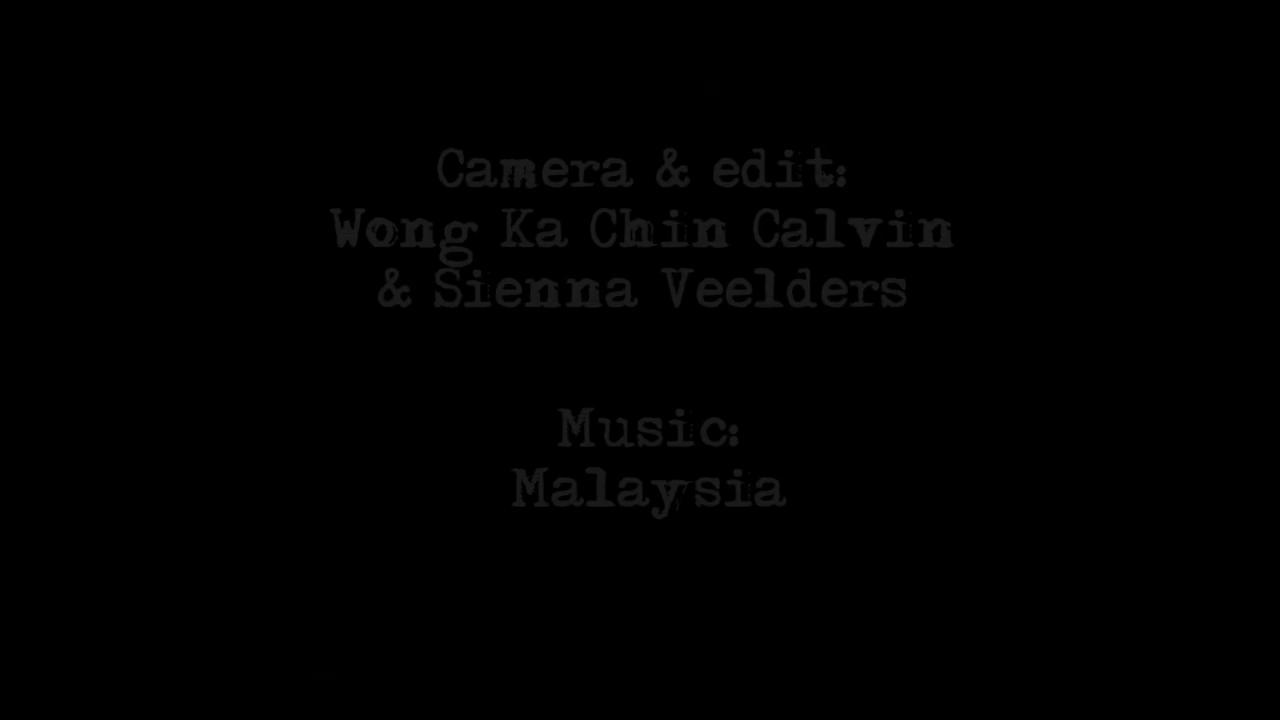 Camera & edit:
Wong Ka Chin Calvin
& Sienna Veelders
Music:
Malaysia